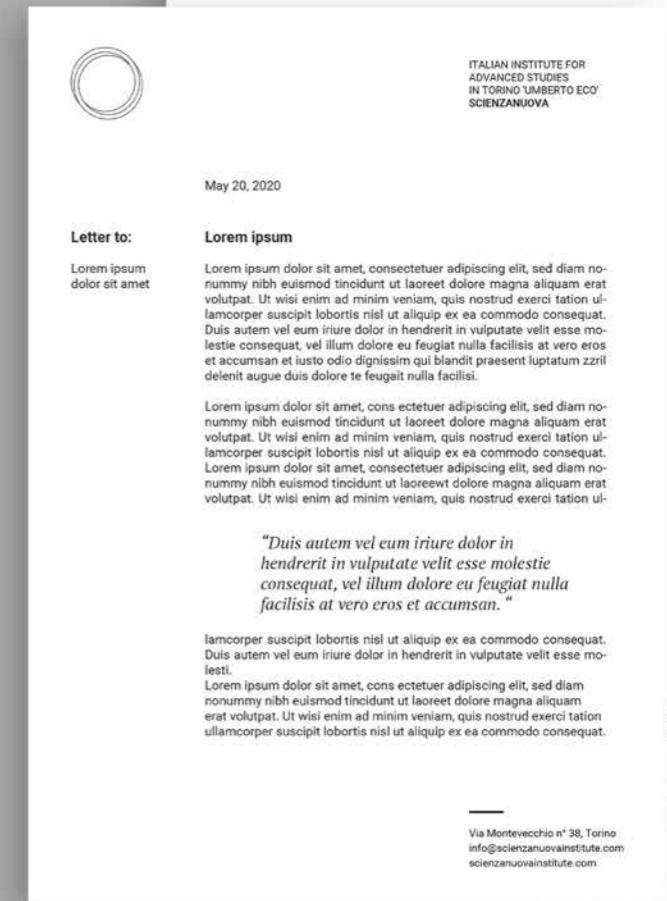 ITALIAN INSTITUTE FOR
ADVANCED STUDIES
IN TORINO 'UMBERTO ECO'
SCIENZANUOVA
May 20, 2020
Letter to:
Lorem ipsum
dolor sit amet
Lorem ipsum
Lorem ipsum dolor sit amet, consectetuer adipiscing elit, sed diam no-
nummy nibh euismod tincidunt ut laoreet dolore magna aliquam erat
volutpat. Ut wisi enim ad minim veniam, quis nostrud exerci tation ul-
lamcorper suscipit lobortis nisl ut aliquip ex ea commodo consequat.
Duis autem vel eum iriure dolor in hendrerit in vulputate velit esse mo-
lestie consequat, vel illum dolore eu feugiat nulla facilisis at vero eros
et accumsan et iusto odio dignissim qui blandit praesent luptatum zzril
delenit augue duis dolore te feugait nulla facilisi.
Lorem ipsum dolor sit amet, cons ectetuer adipiscing elit, sed diam no-
nummy nibh euismod tincidunt ut laoreet dolore magna aliquam erat
volutpat. Ut wisi enim ad minim veniam, quis nostrud exerci tation ul-
lamcorper suscipit lobortis nisl ut aliquip ex ea commodo consequat.
Lorem ipsum dolor sit amet, consectetuer adipiscing elit, sed diam no-
nummy nibh euismod tincidunt ut laoreewt dolore magna aliquam erat
volutpat. Ut wisi enim ad minim veniam, quis nostrud exerci tation ul-
“Duis autem vel eum iriure dolor in
hendrerit in vulputate velit esse molestie
consequat, vel illum dolore eu feugiat nulla
facilisis at vero eros et accumsan. “
lamcorper suscipit lobortis nisl ut aliquip ex ea commodo consequat.
Duis autem vel eum iriure dolor in hendrerit in vulputate velit esse mo-
lesti.
Lorem ipsum dolor sit amet, cons ectetuer adipiscing elit, sed diam
nonummy nibh euismod tincidunt ut laoreet dolore magna aliquam
erat volutpat. Ut wisi enim ad minim veniam, quis nostrud exerci tation
ullamcorper suscipit lobortis nisl ut aliquip ex ea commodo consequat.
Via Montevecchio n° 38, Torino
info@scienzanuovainstitute.com
scienzanuovainstitute.com